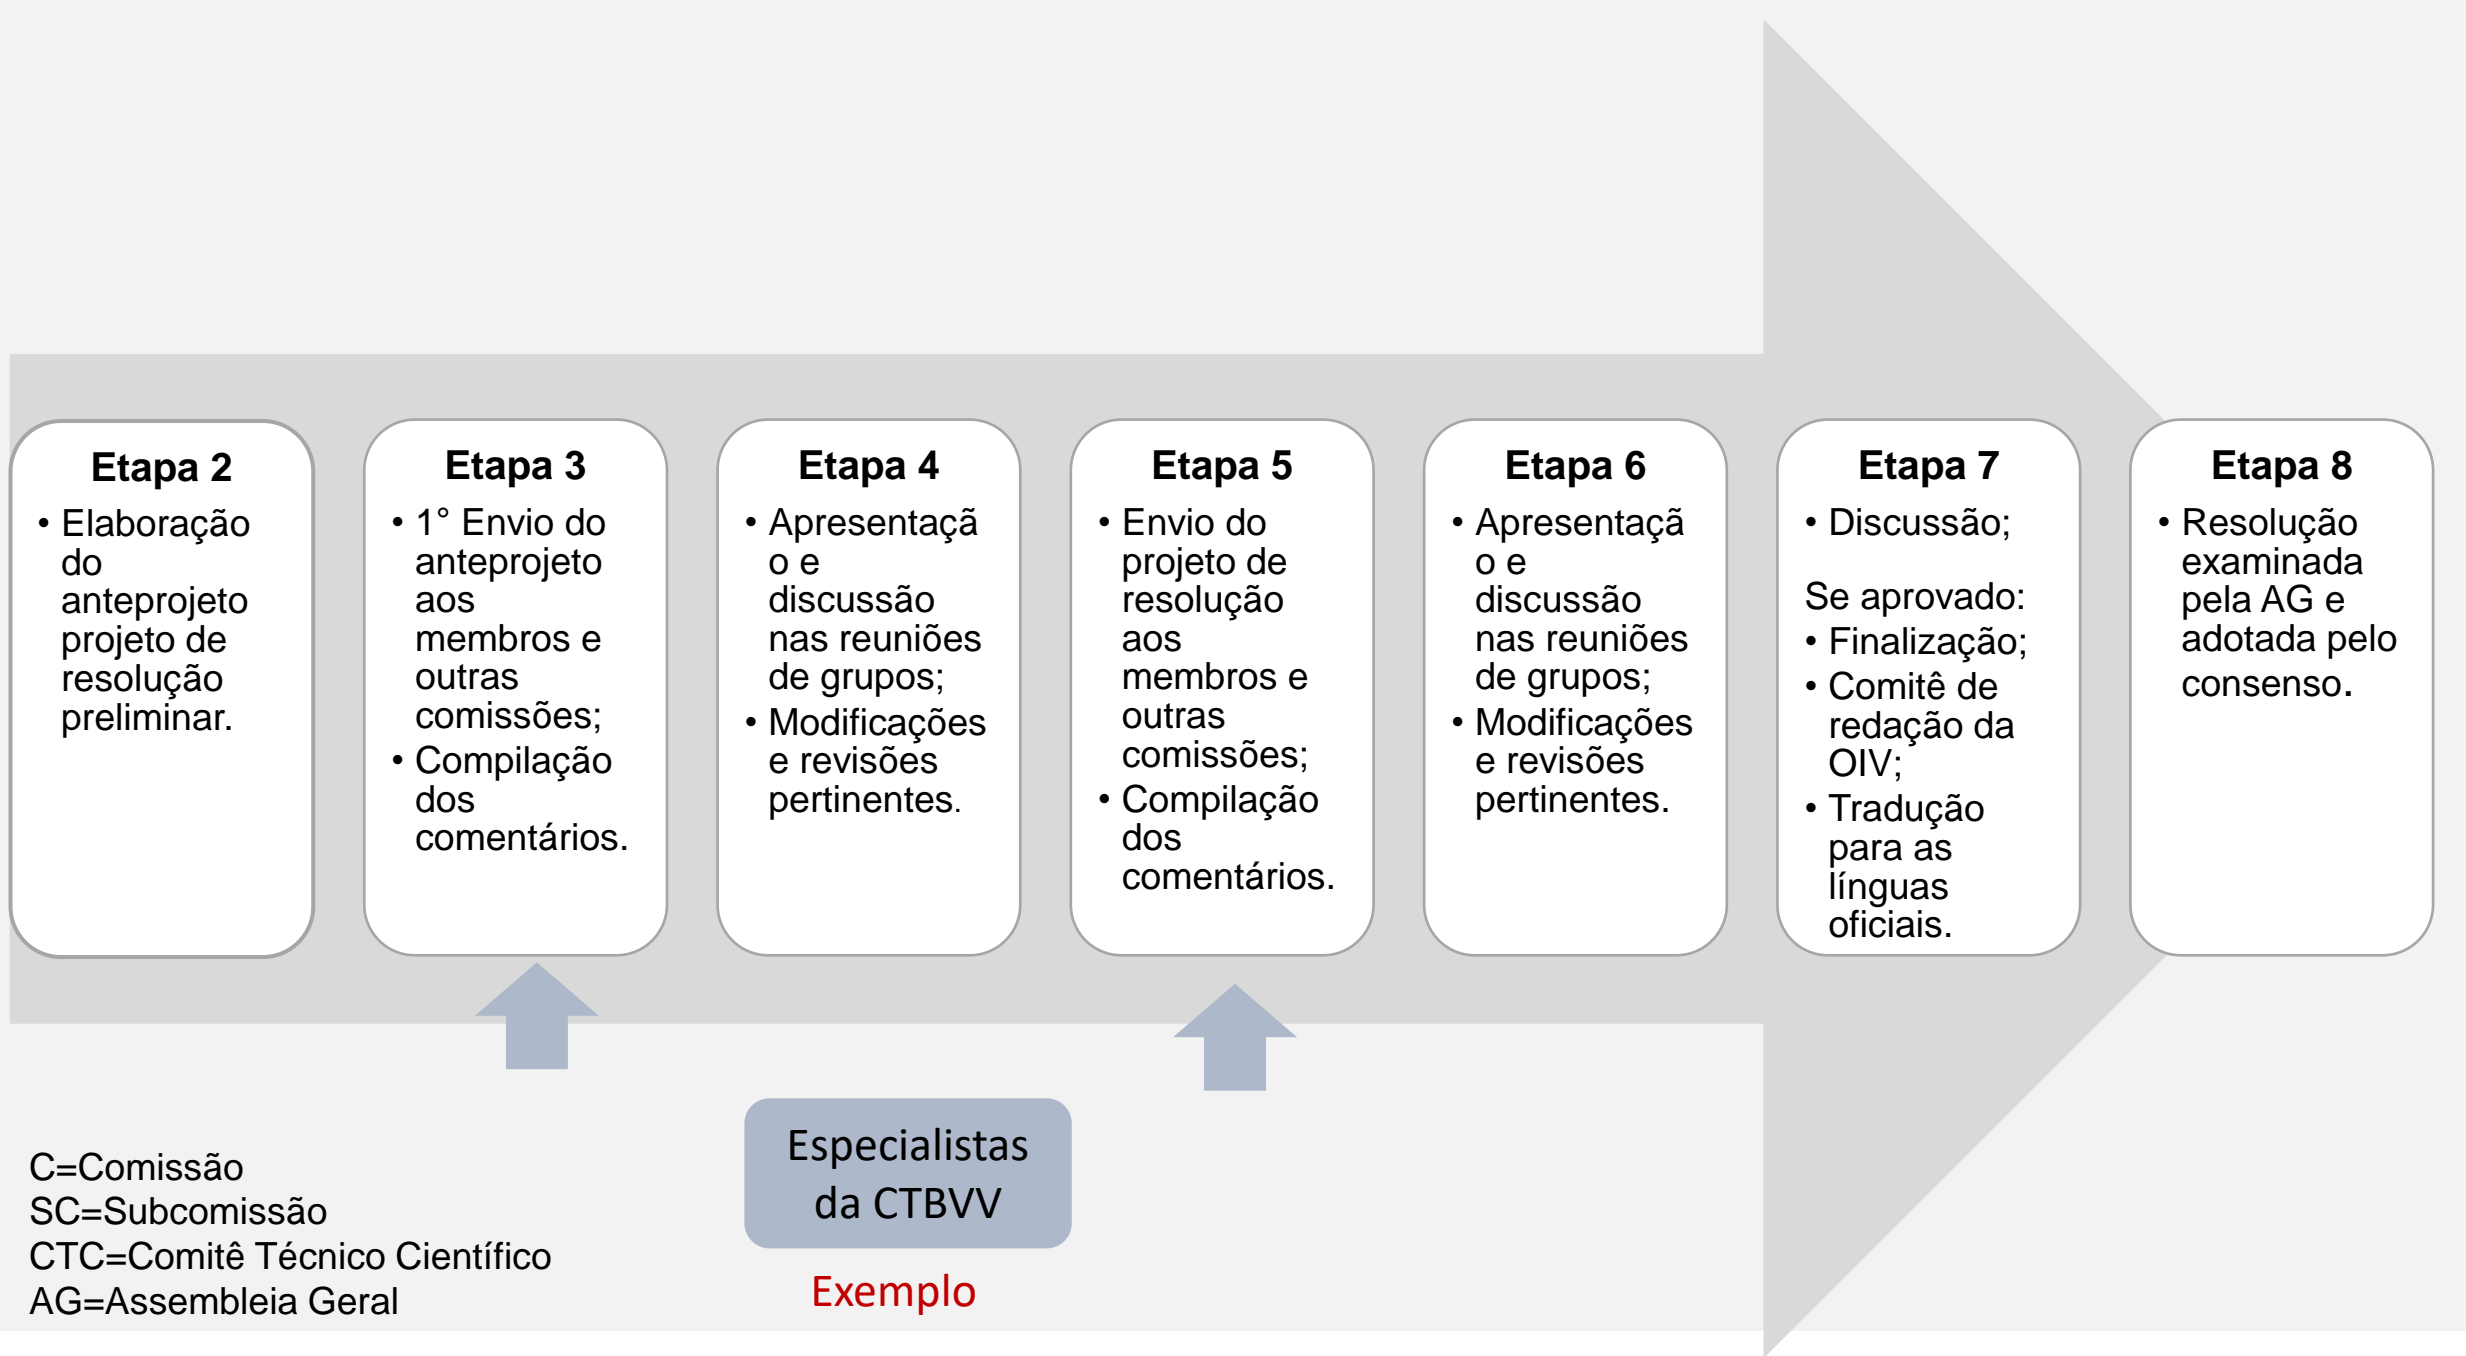 Etapa 2
• Elaboração
do
anteprojeto
projeto de
resolução
preliminar.
Etapa 3
• 1° Envio do
anteprojeto
aos
membros e
outras
comissões;
• Compilação
dos
comentários.
Etapa 4
• Apresentaçã
o e
discussão
nas reuniões
de grupos;
• Modificações
e revisões
pertinentes.
Etapa 5
• Envio do
projeto de
resolução
aos
membros e
outras
comissões;
• Compilação
dos
comentários.
Etapa 6
• Apresentaçã
o e
discussão
nas reuniões
de grupos;
• Modificações
e revisões
pertinentes.
Etapa 7
• Discussão;
Se aprovado:
• Finalização;
• Comitê de
redação da
OIV;
• Tradução
para as
línguas
oficiais.
Etapa 8
• Resolução
examinada
pela AG e
adotada pelo
consenso.
C=Comissão
SC=Subcomissão
CTC=Comitê Técnico Científico
AG=Assembleia Geral
Especialistas
da CTBVV
Exemplo